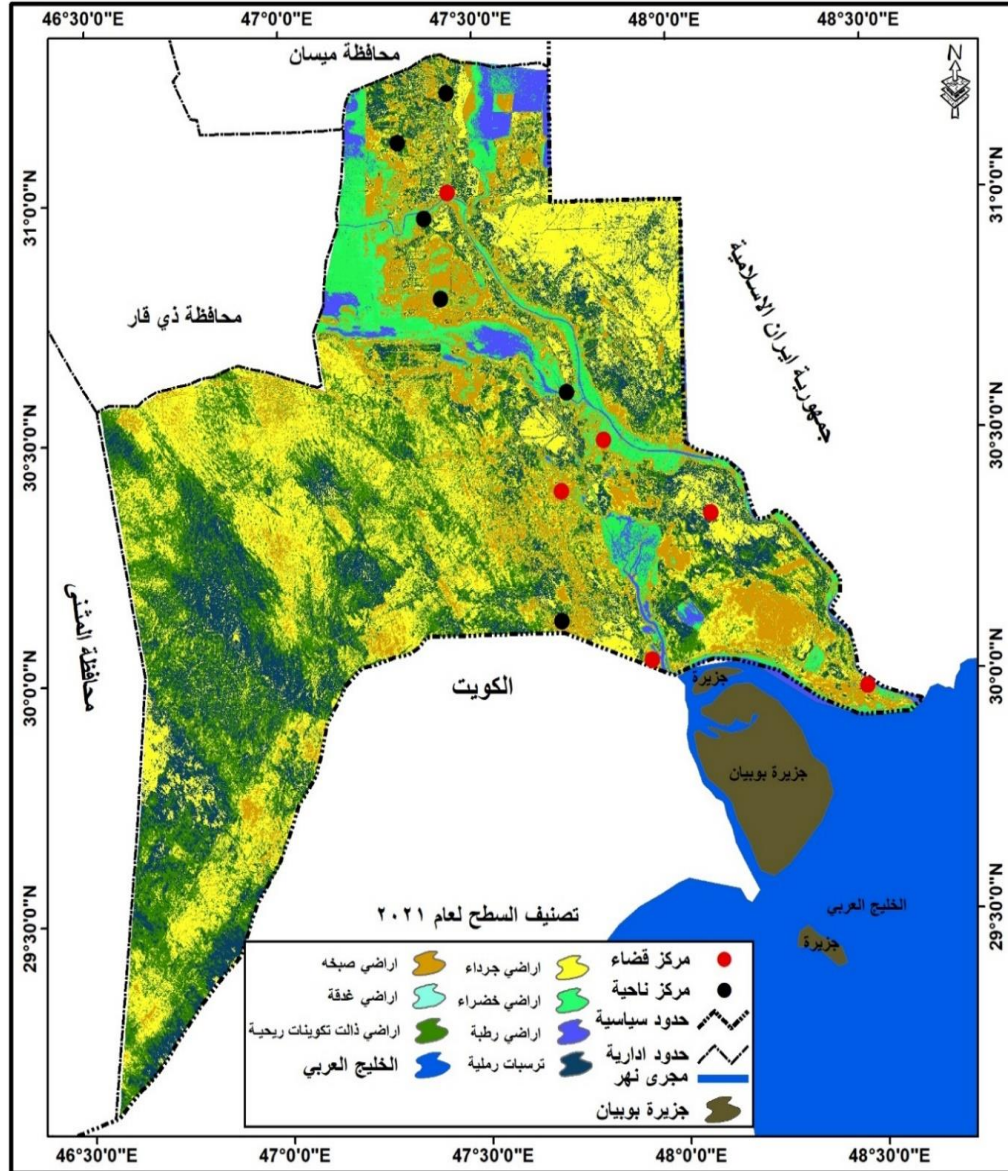 46°30'0"E
47°0'0"E
47°30'0"E
48°0'0"E
48°30'0"E
محافظة ميسان
N
31°0'0"N
31°0'0"N
جمهورية ايران الاسلامية
محافظة ذي قار
30°30'0"N
30°30'0"N
محافظة المثنى
30°0'0"N
30°0'0"N
الكويت
جزيرة
جزيرة بوبيان
الخليج العربي
جزيرة
29°30'0"N
29°30'0"N
تصنيف السطح لعام ٢٠٢١
مركز قضاء
مركز ناحية
حدود سياسية
حدود ادارية
مجرى نهر
جزيرة بوبيان
اراضي جرداء
اراضي خضراء
اراضي رطبة
ترسبات رملية
اراضي صبخه
اراضي غدقة
اراضي ذالت تكوينات ريحية
الخليج العربي
46°30'0"E
47°0'0"E
47°30'0"E
48°0'0"E
48°30'0"E